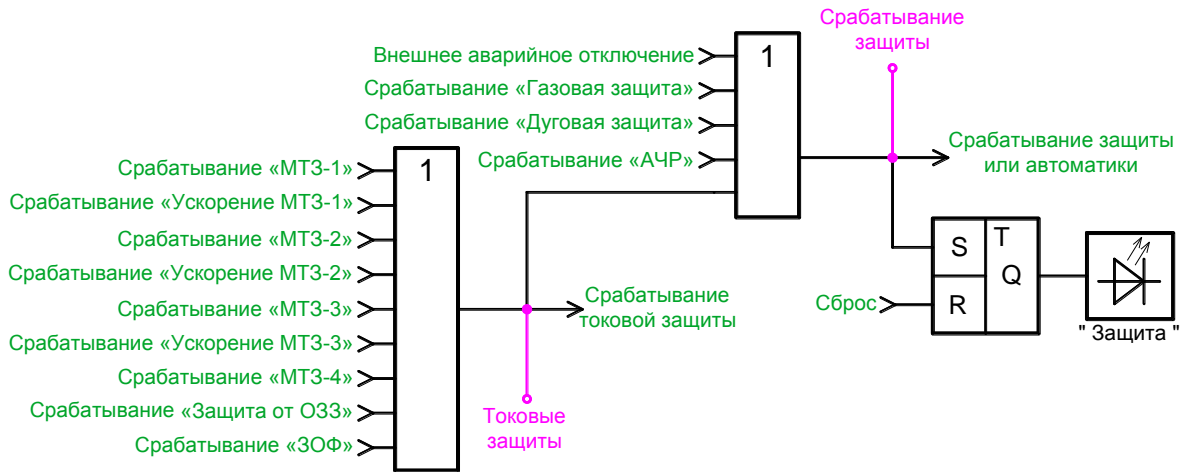 Срабатывание
защиты
Внешнее аварийное отключение
1
Срабатывание «Газовая защита»
Срабатывание «Дуговая защита»
Срабатывание «АЧР»
Срабатывание защиты
или автоматики
Срабатывание «МТЗ-1»
1
Срабатывание «Ускорение МТЗ-1»
Срабатывание «МТЗ-2»
Срабатывание «Ускорение МТЗ-2»
Срабатывание «МТЗ-3»
Срабатывание «Ускорение МТЗ-3»
Срабатывание «МТЗ-4»
Срабатывание «Защита от ОЗЗ»
Срабатывание «ЗОФ»
Срабатывание
токовой защиты
Токовые
защиты
S T
Q
Сброс
R
" Защита "